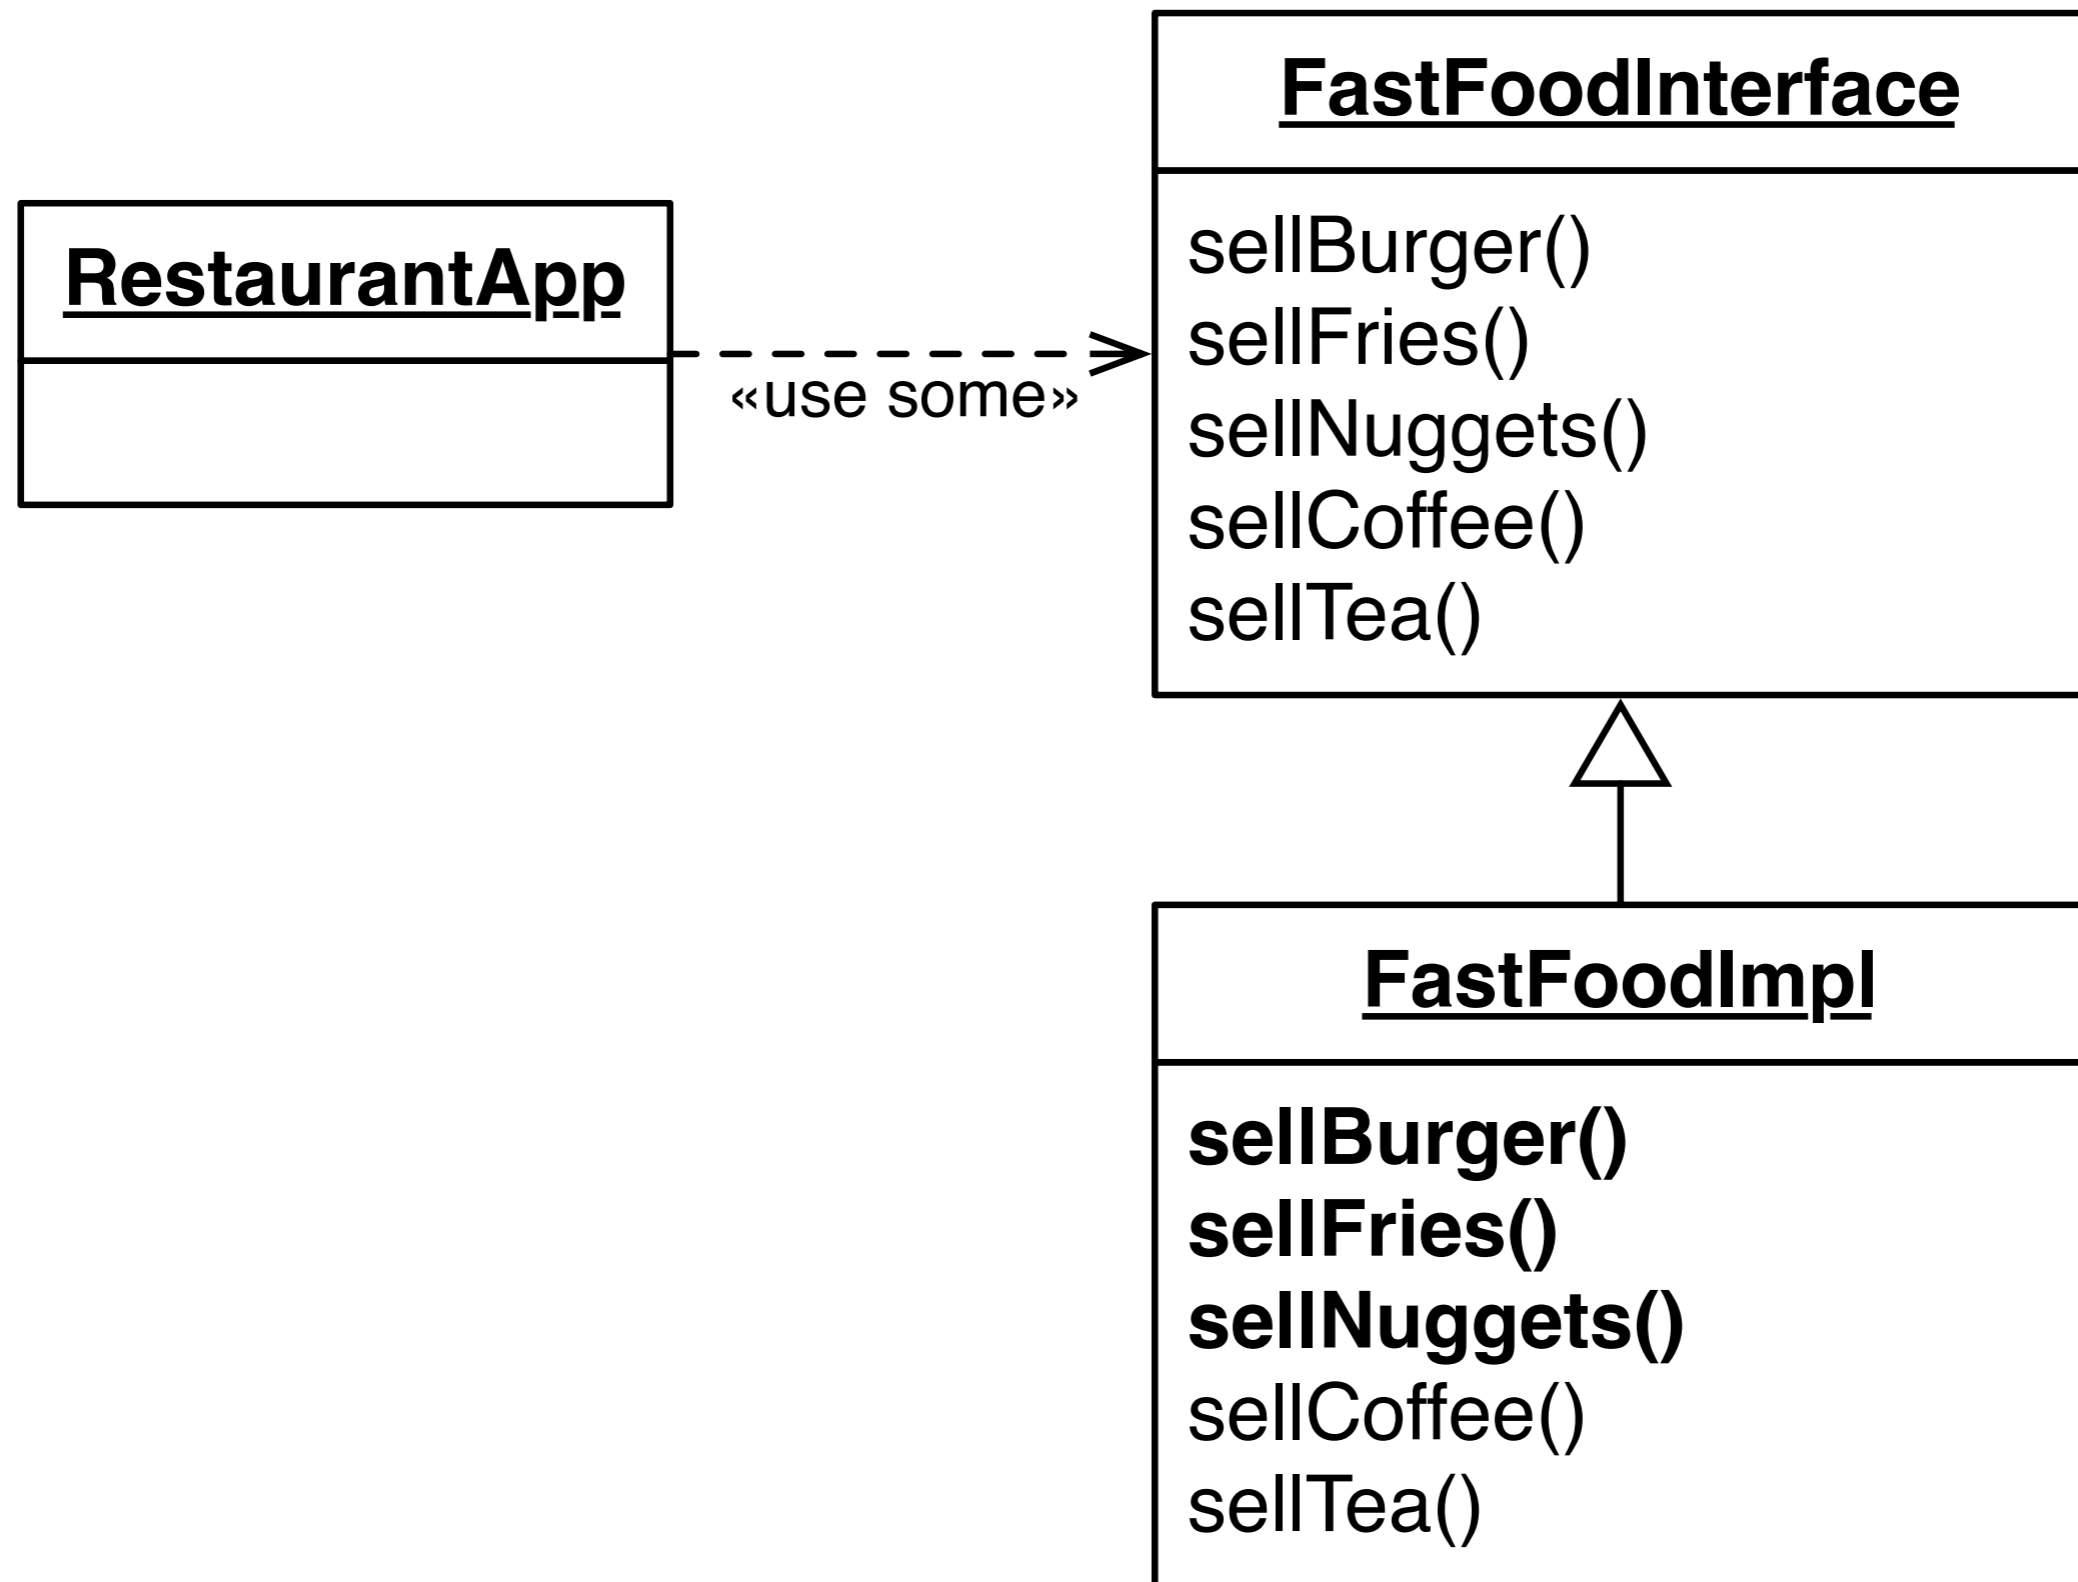 RestaurantApp
«use some»
FastFoodInterface
sellBurger()
sellFries()
sellNuggets()
sellCoffee()
sellTea()
FastFoodImpl
sellBurger()
sellFries()
sellNuggets()
sellCoffee()
sellTea()